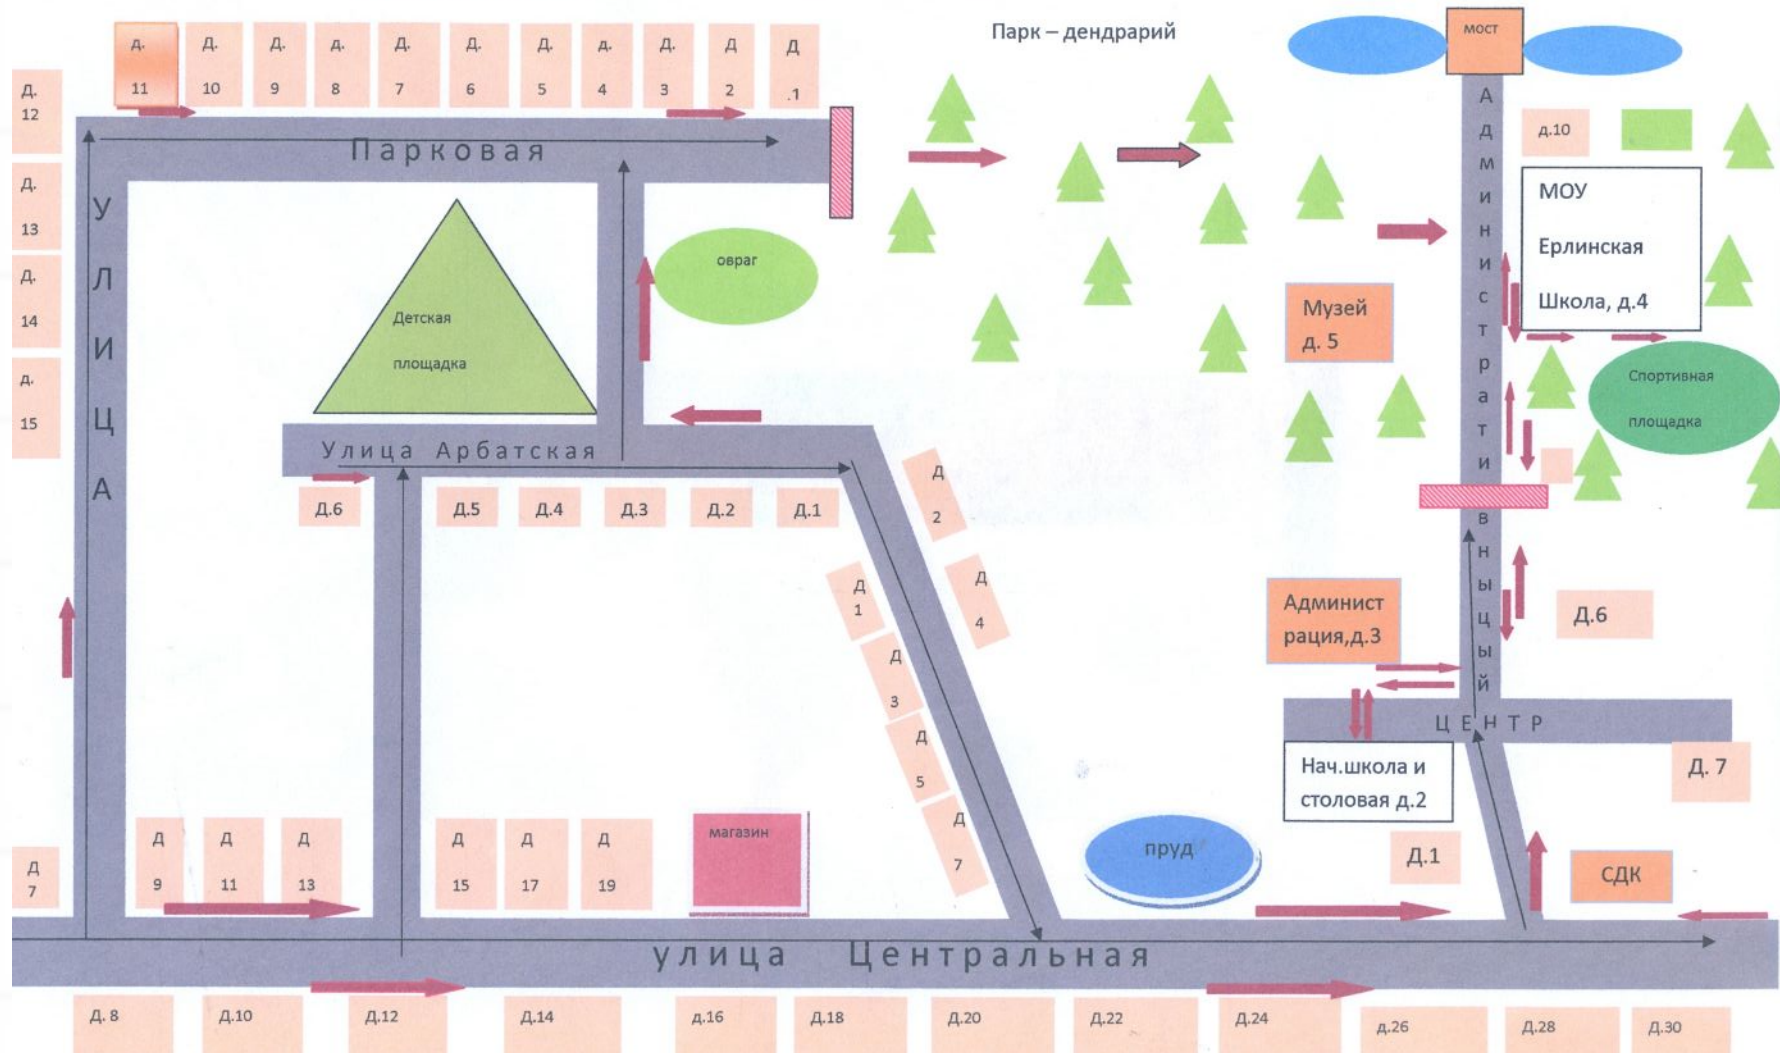 Парк – дендрарий
мост
д.
11
Д.
10
Д.
9
д.
8
Д.
7
Д.
6
Д.
5
д.
4
Д.
3
Д
2
Д
.1
Д.
12
Д.
13
Д.
14
д.
15
УЛИЦА
Парковая
Детская
площадка
овраг
Улица Арбатская
Д.6
Д.5
Д.4
Д.3
Д.2
Д.1
Д
2
Д
4
Д
1
Д
3
Д
5
Д
7
Административныцый
ЦЕНТР
д.10
МОУ
Ерлинская
Школа, д.4
Музей
д. 5
Спортивная
площадка
Админист
рация,д.3
Д.6
Нач.школа и
столовая д.2
Д. 7
Д.1
СДК
пруд
магазин
Д
7
Д
9
Д
11
Д
13
Д
15
Д
17
Д
19
улица Центральная
Д. 8
Д.10
Д.12
Д.14
д.16
Д.18
Д.20
Д.22
Д.24
д.26
Д.28
Д.30